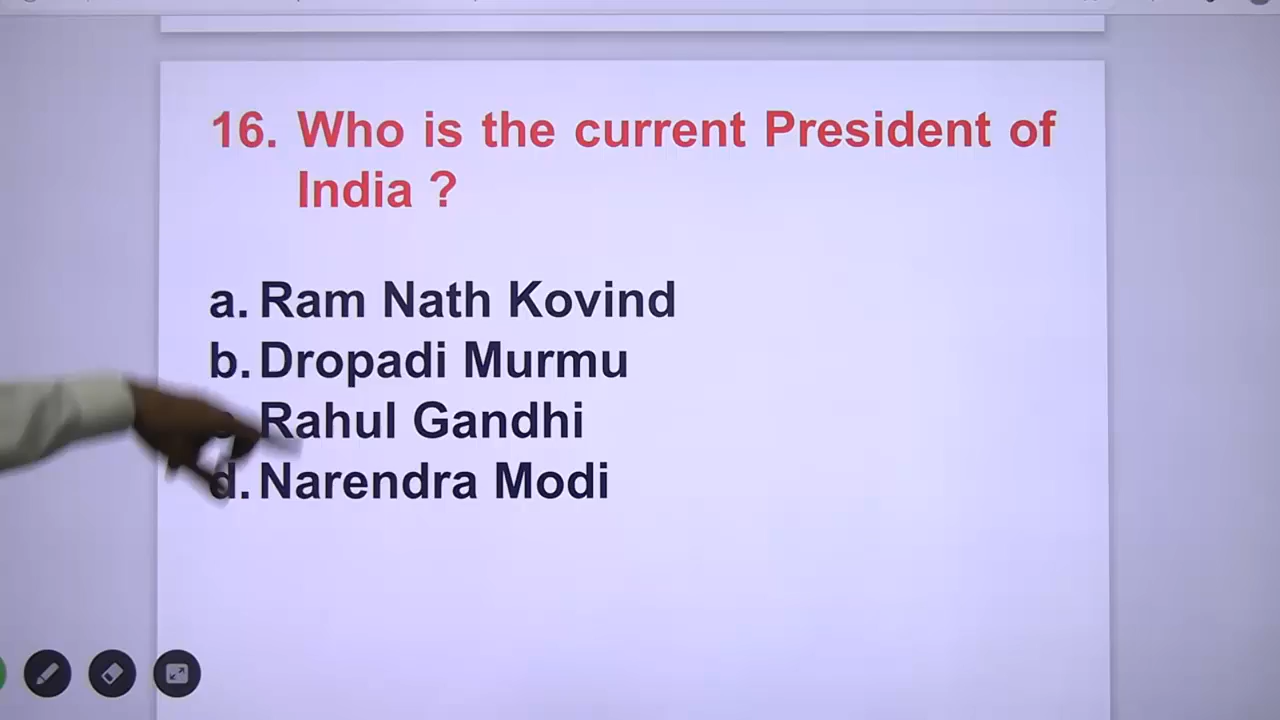 16. Who is the current President of
India ?
a. Ram Nath Kovind
b. Dropadi Murmu
Rahul Gandhi
d. Narendra Modi